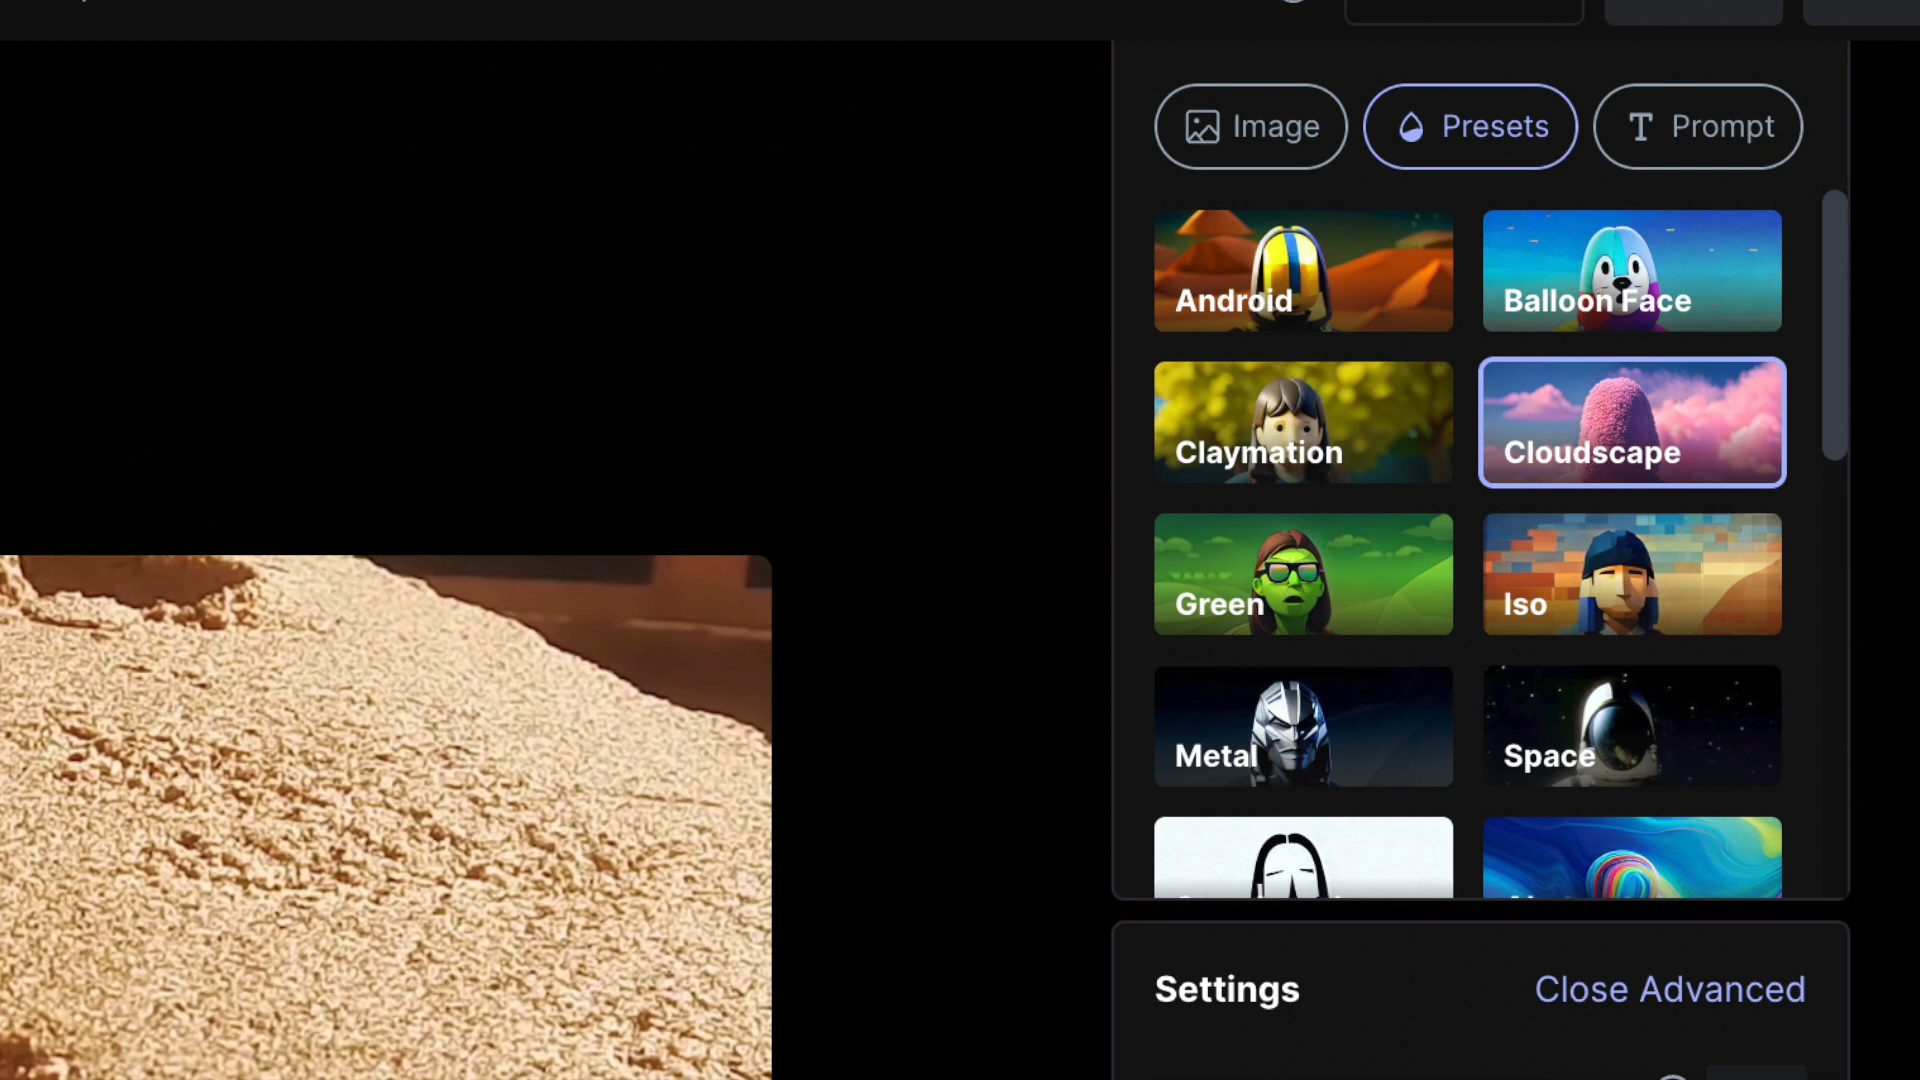 Image Presets Prompt
Android Balloon Face
Claymation Cloudscape
Green Iso
Metal Space
Settings Close Advanced